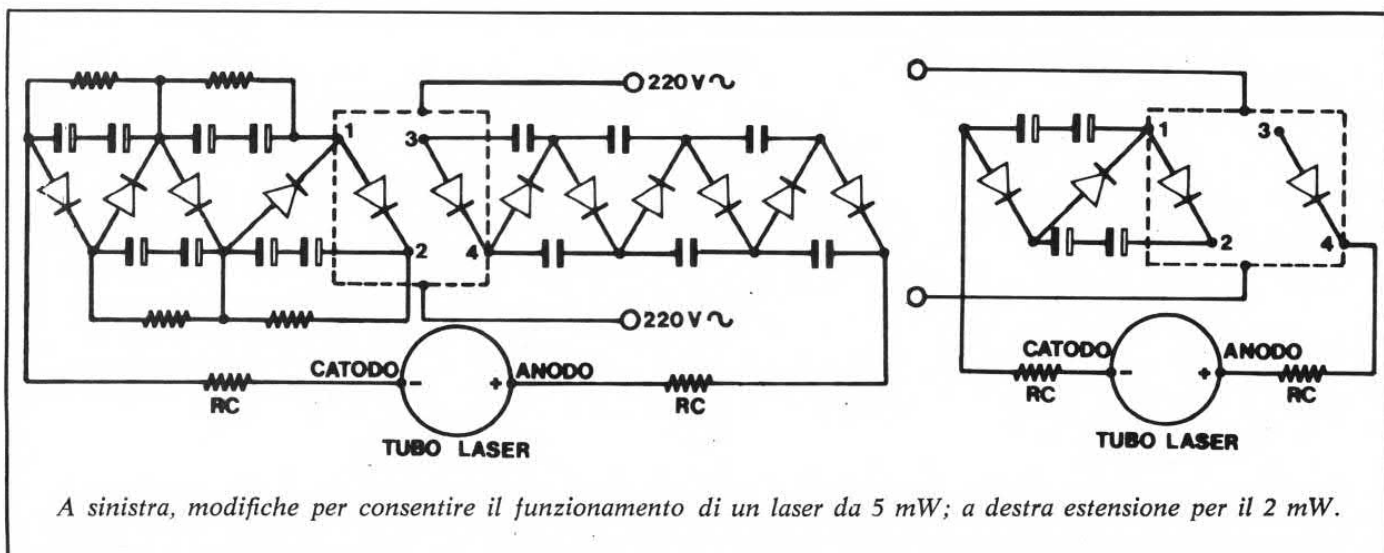 220V~
1
3
2
4
220V~
CATODO
-
+
ANODO
RC
RC
TUBO LASER
1
3
2
4
CATODO
-
+
ANODO
RC
RC
TUBO LASER
A sinistra, modifiche per consentire il funzionamento di un laser da 5 mW; a destra estensione per il 2 mW.